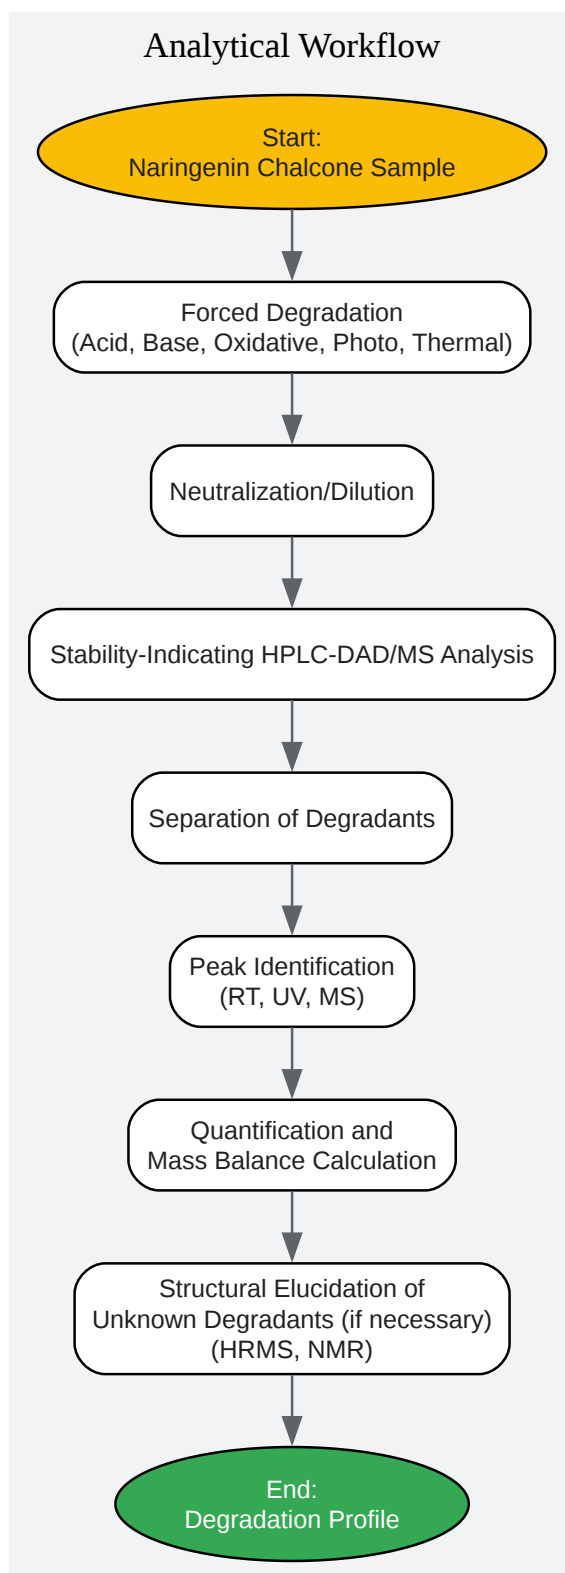 Analytical Workflow
Start:
Naringenin Chalcone Sample
Forced Degradation
(Acid, Base, Oxidative, Photo, Thermal)
Neutralization/Dilution
Stability-Indicating HPLC-DAD/MS Analysis
Separation of Degradants
Peak Identification
(RT, UV, MS)
Quantification and
Mass Balance Calculation
Structural Elucidation of
Unknown Degradants (if necessary)
(HRMS, NMR)
End:
Degradation Profile